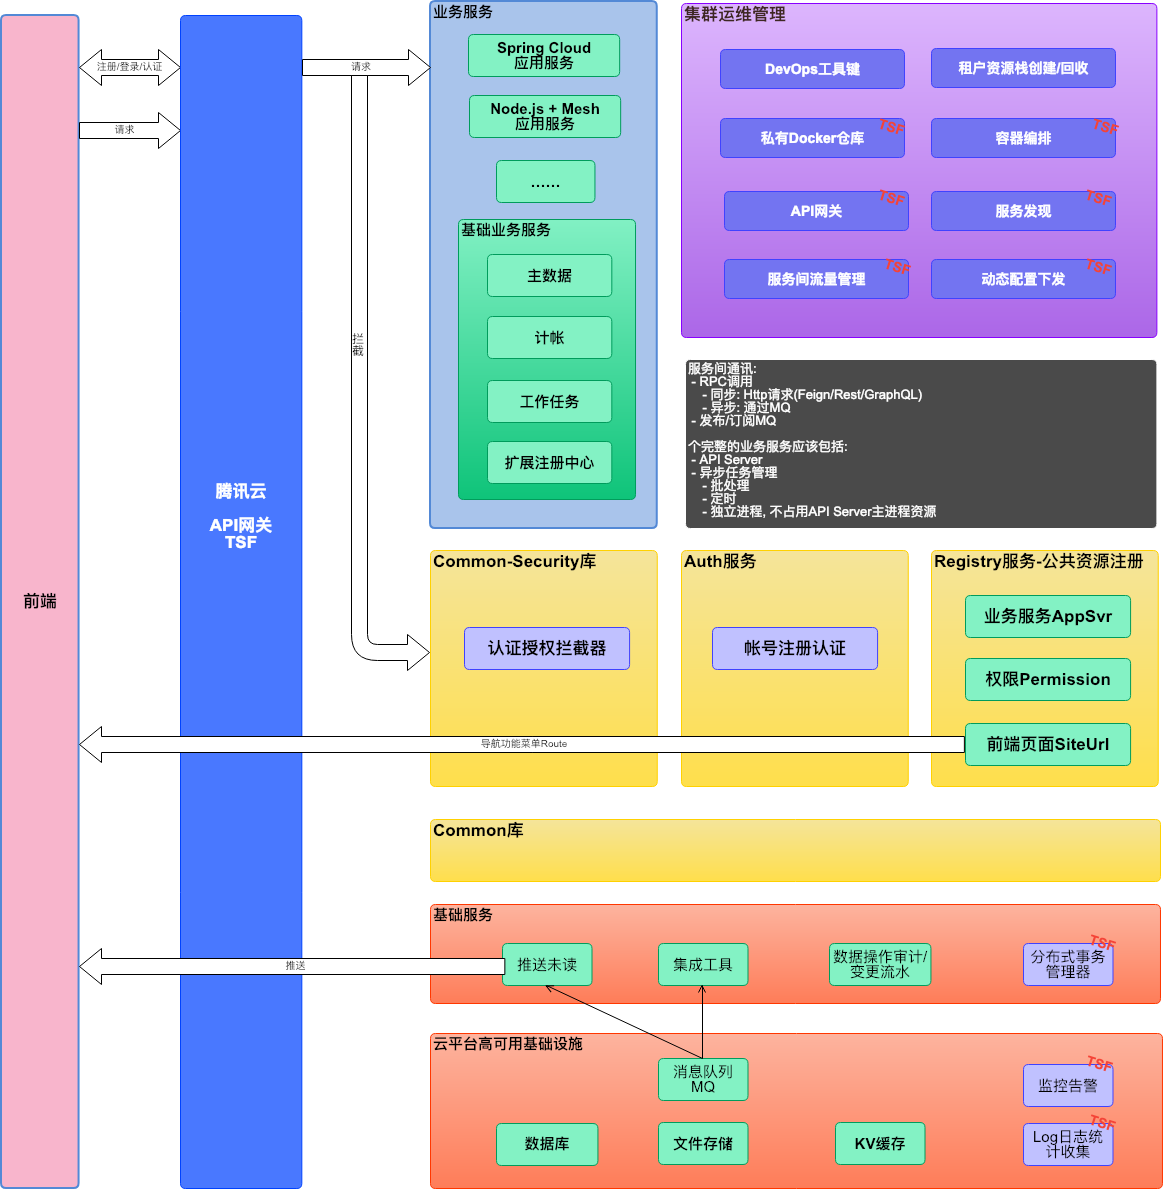 前端
注册/登录/认证
请求
腾讯云
API网关
TSF
请求
拦
截
业务服务
Spring Cloud
应用服务
Node.js + Mesh
应用服务
……
基础业务服务
主数据
计帐
工作任务
扩展注册中心
集群运维管理
DevOps工具键
租户资源栈创建/回收
私有Docker仓库
TSF
容器编排
TSF
API网关
TSF
服务发现
TSF
服务间流量管理
TSF
动态配置下发
TSF
服务间通讯:
- RPC调用
- 同步: Http请求(Feign/Rest/GraphQL)
- 异步: 通过MQ
- 发布/订阅MQ
个完整的业务服务应该包括:
- API Server
- 异步任务管理
- 批处理
- 定时
- 独立进程, 不占用API Server主进程资源
Common-Security库
认证授权拦截器
Auth服务
帐号注册认证
Registry服务-公共资源注册
业务服务AppSvr
权限Permission
前端页面SiteUrl
导航功能菜单Route
Common库
基础服务
推送
推送未读
集成工具
数据操作审计/
变更流水
TSF
分布式事务
管理器
云平台高可用基础设施
消息队列
MQ
TSF
监控告警
数据库
文件存储
KV缓存
TSF
Log日志统
计收集